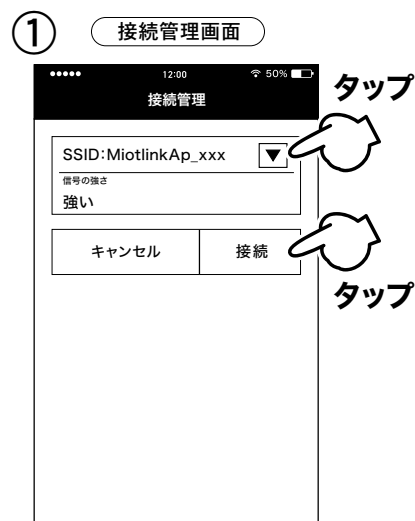 ① 接続管理画面
12:00 50%
接続管理
タップ
SSID:MiotlinkAp_xxx ▼
信号の強さ
強い
キャンセル 接続
タップ